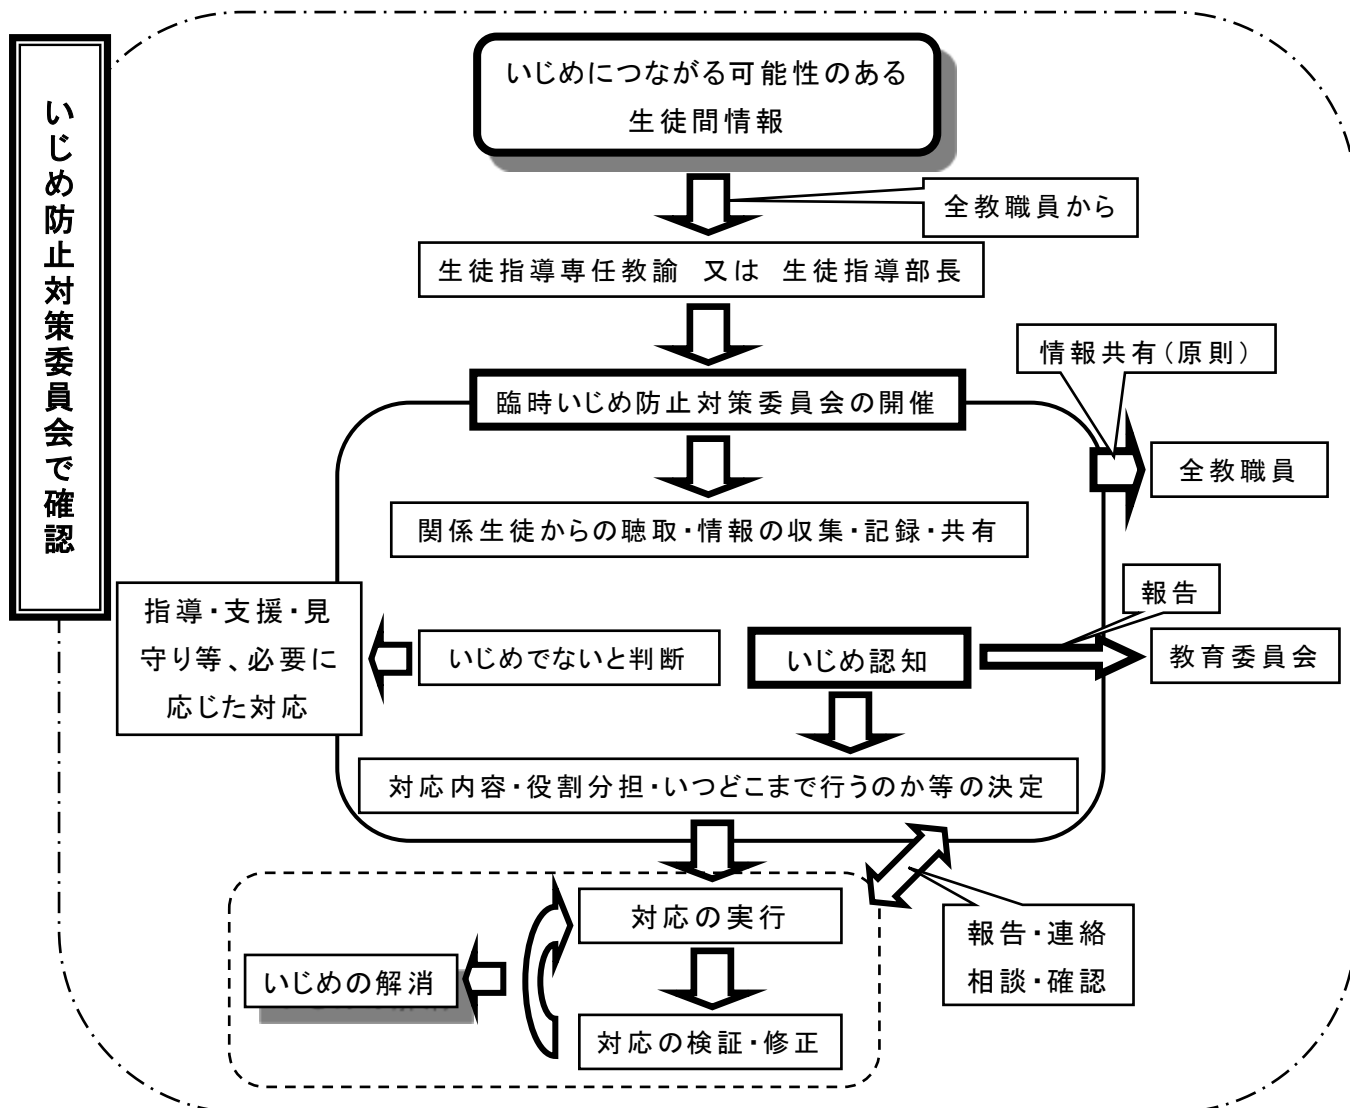 いじめ防止対策委員会で確認
いじめにつながる可能性のある
生徒間情報
全教職員から
生徒指導専任教諭 又は 生徒指導部長
情報共有(原則)
臨時いじめ防止対策委員会の開催
全教職員
関係生徒からの聴取・情報の収集・記録・共有
報告
指導・支援・見
守り等、必要に
応じた対応
いじめでないと判断
いじめ認知
教育委員会
対応内容・役割分担・いつどこまで行うのか等の決定
対応の実行
報告・連絡
相談・確認
いじめの解消
対応の検証・修正